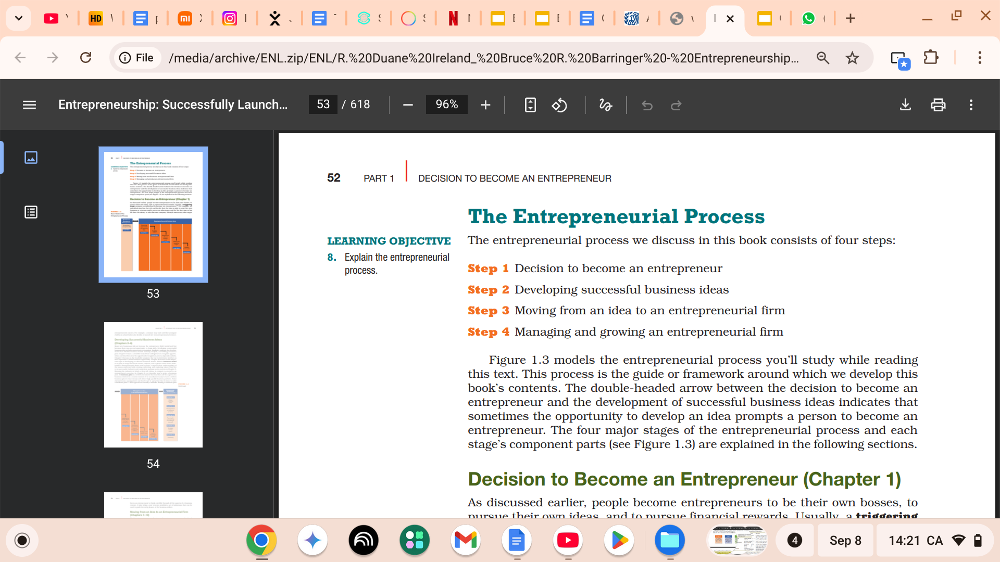 HD
mi
File
/media/archive/ENL.zip/ENL/R.%20Duane%20Ireland_%20Bruce%20R.%20Barringer%20-%20Entrepreneurship...
Entrepreneurship: Successfully Launch...
53 / 618
96%
53
54
52 PART 1 DECISION TO BECOME AN ENTREPRENEUR
The Entrepreneurial Process
LEARNING OBJECTIVE
8. Explain the entrepreneurial
process.
The entrepreneurial process we discuss in this book consists of four steps:
Step 1 Decision to become an entrepreneur
Step 2 Developing successful business ideas
Step 3 Moving from an idea to an entrepreneurial firm
Step 4 Managing and growing an entrepreneurial firm
Figure 1.3 models the entrepreneurial process you'll study while reading
this text. This process is the guide or framework around which we develop this
book's contents. The double-headed arrow between the decision to become an
entrepreneur and the development of successful business ideas indicates that
sometimes the opportunity to develop an idea prompts a person to become an
entrepreneur. The four major stages of the entrepreneurial process and each
stage's component parts (see Figure 1.3) are explained in the following sections.
Decision to Become an Entrepreneur (Chapter 1)
As discussed earlier, people become entrepreneurs to be their own bosses, to
pursue their own ideas, and to pursue financial rewards. Usually, a triggering
4
Sep 8
14:21 CA